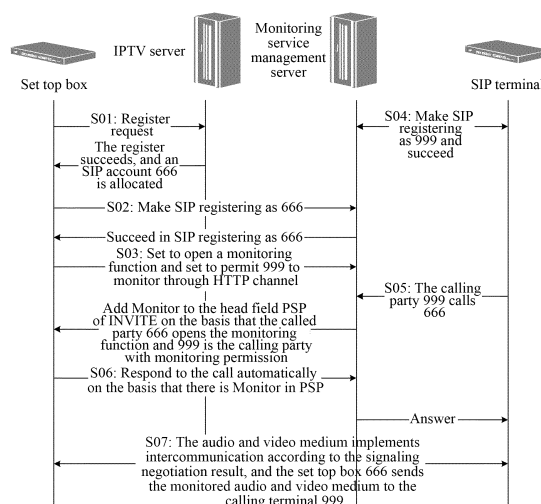 Monitoring
service
management
server
IPTV server
Set top box
SIP terminal
S01: Register
request
S04: Make SIP
registering
as 999 and
succeed
The register
succeeds, and an
SIP account 666
is allocated
S02: Make SIP registering as 666
Succeed in SIP registering as 666
S03: Set to open a monitoring
function and set to permit 999 to
monitor through HTTP channel
S05: The calling
party 999 calls
666
Add Monitor to the head field PSP
of INVITE on the basis that the called
party 666 opens the monitoring
function and 999 is the calling party
with monitoring permission
S06: Respond to the call automatically
on the basis that there is Monitor in PSP
Answer
S07: The audio and video medium implements
intercommunication according to the signaling
negotiation result, and the set top box 666 sends
the monitored audio and video medium to the
calling terminal 999